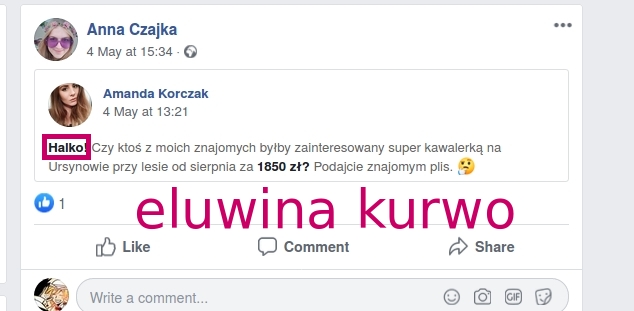 Anna Czajka
4 May at 15:34 ·
Amanda Korczak
4 May at 13:21
Halko! Czy ktoś z moich znajomych byłby zainteresowany super kawalerką na
Ursynowie przy lesie od sierpnia za 1850 zł? Podajcie znajomym plis.
1
eluwina kurwo
Like Comment Share
Write a comment...
GIF